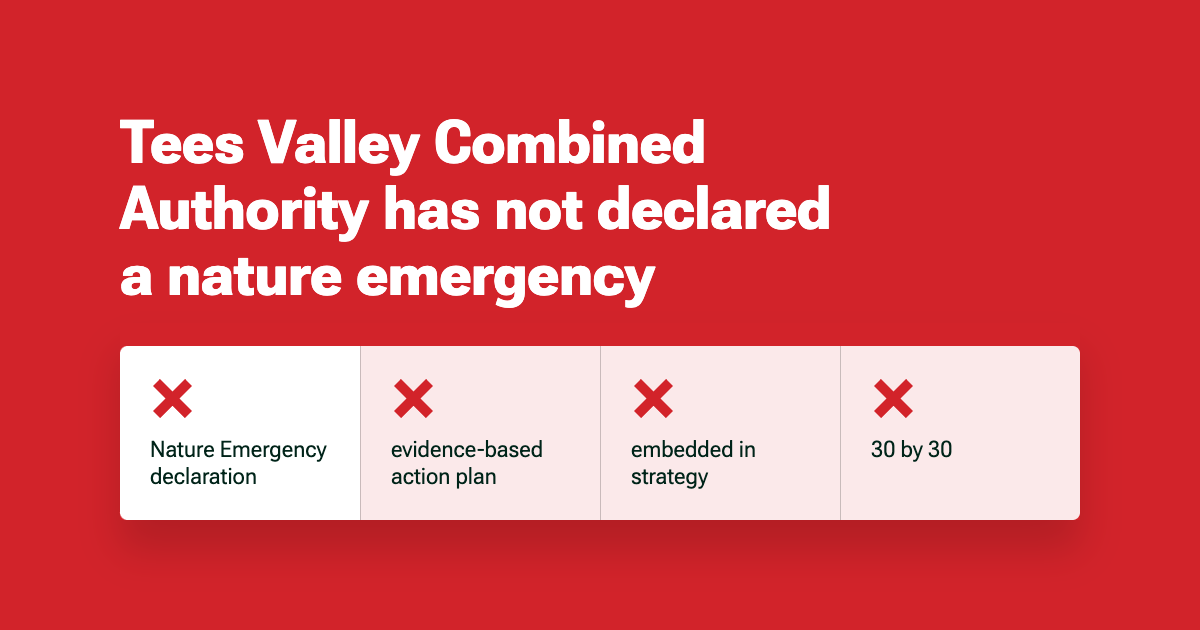 Tees Valley Combined
Authority has not declared
a nature emergency
Nature Emergency
declaration
evidence-based
action plan
embedded in
strategy
30 by 30